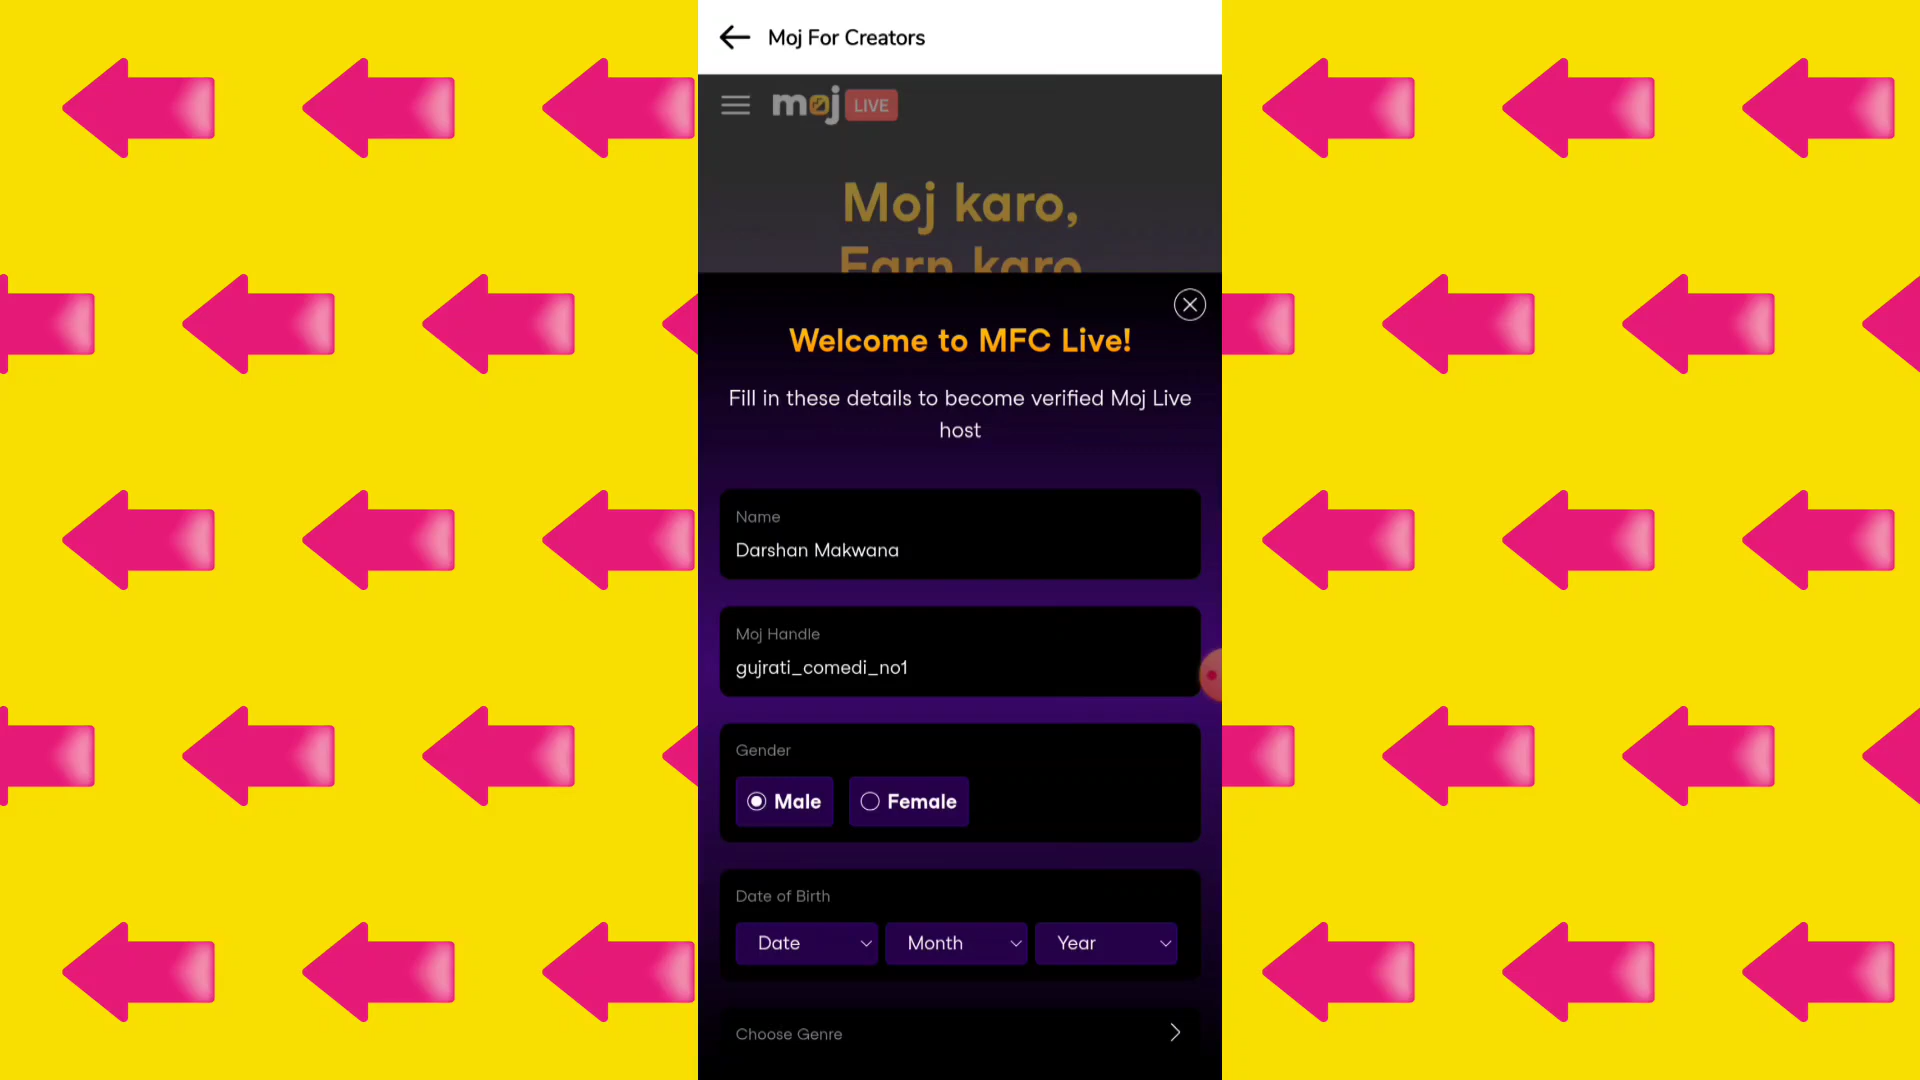 Moj For Creators
moj LIVE
Moj karo,
Earn karo
Welcome to MFC Live!
Fill in these details to become verified Moj Live
host
Name
Darshan Makwana
Moj Handle
gujrati_comedi_no1
Gender
Male Female
Date of Birth
Date Month Year
Choose Genre